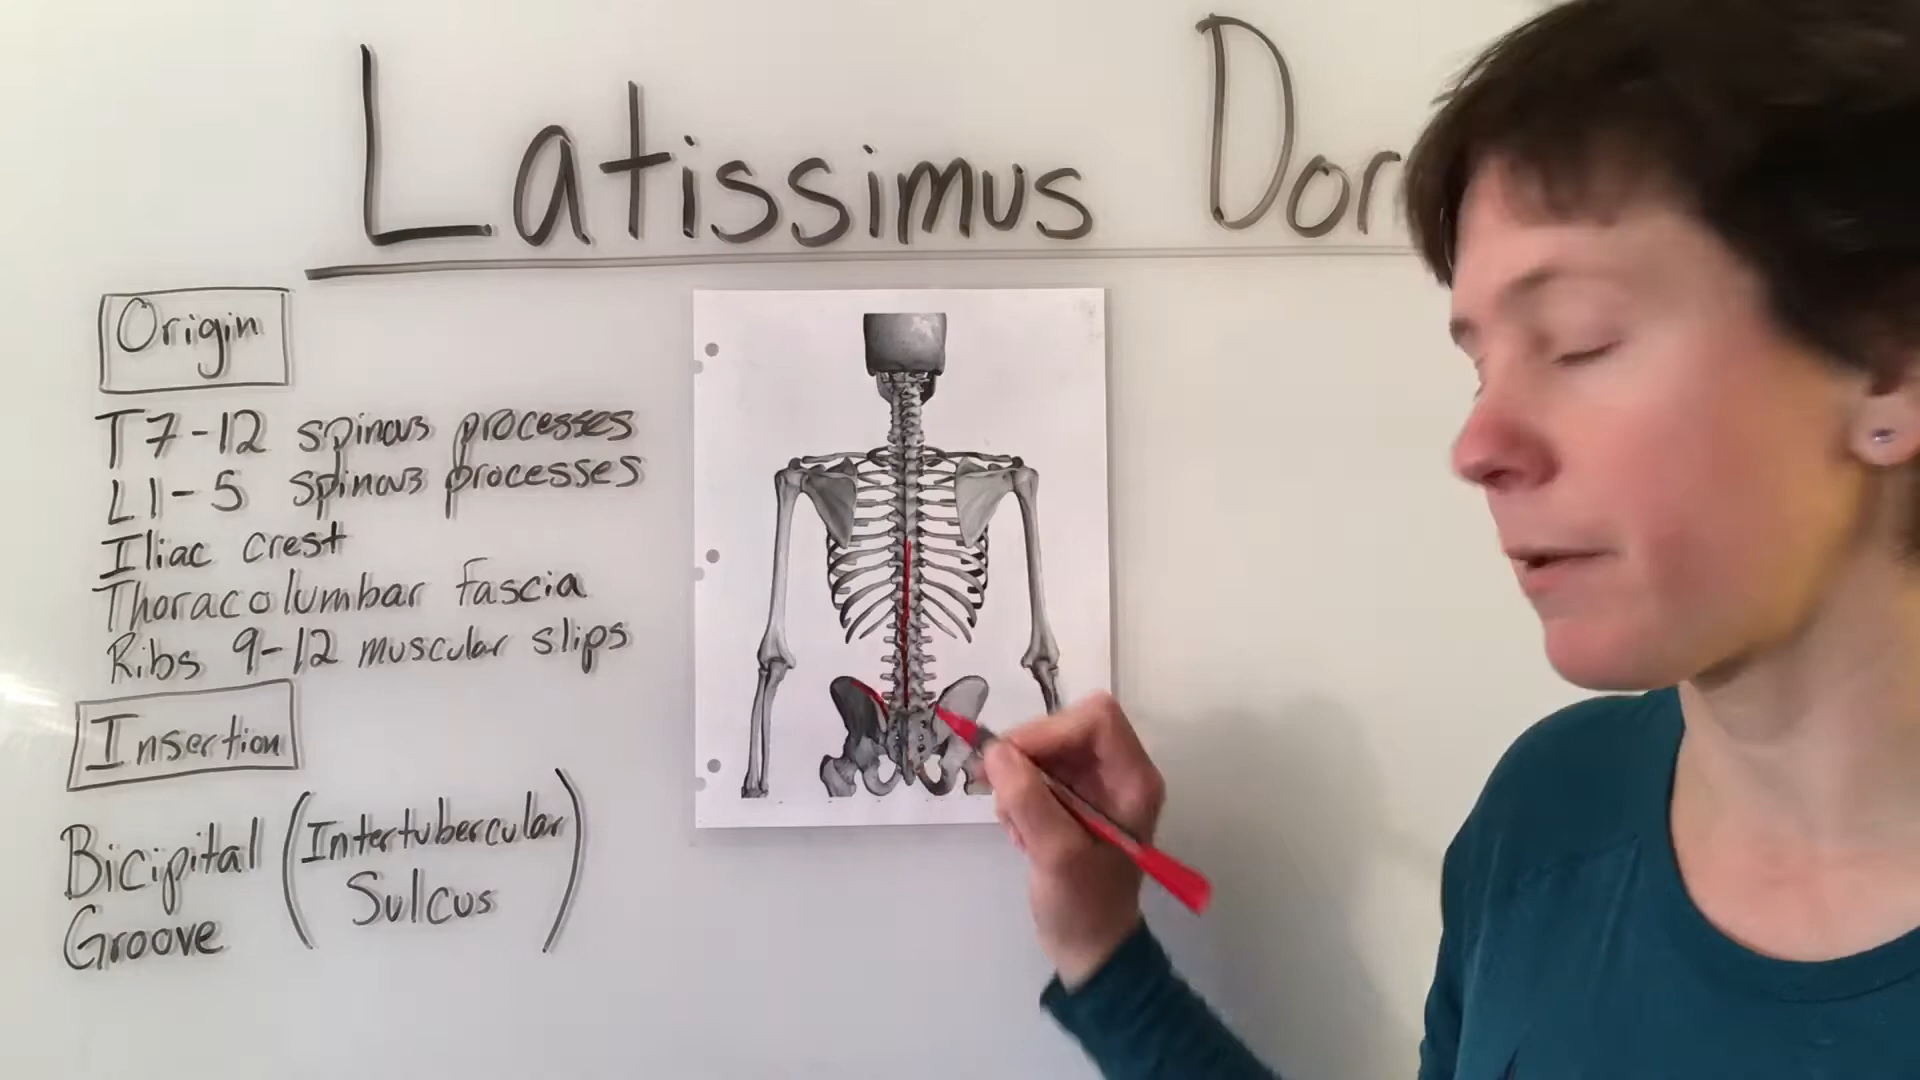 Latissimus Dor
Origin
T7-12 spinous processes
L1-5 spinous processes
Iliac crest
Thoracolumbar fascia
Ribs 9-12 muscular slips
Insertion
Bicipital (Intertubercular
Groove Sulcus)